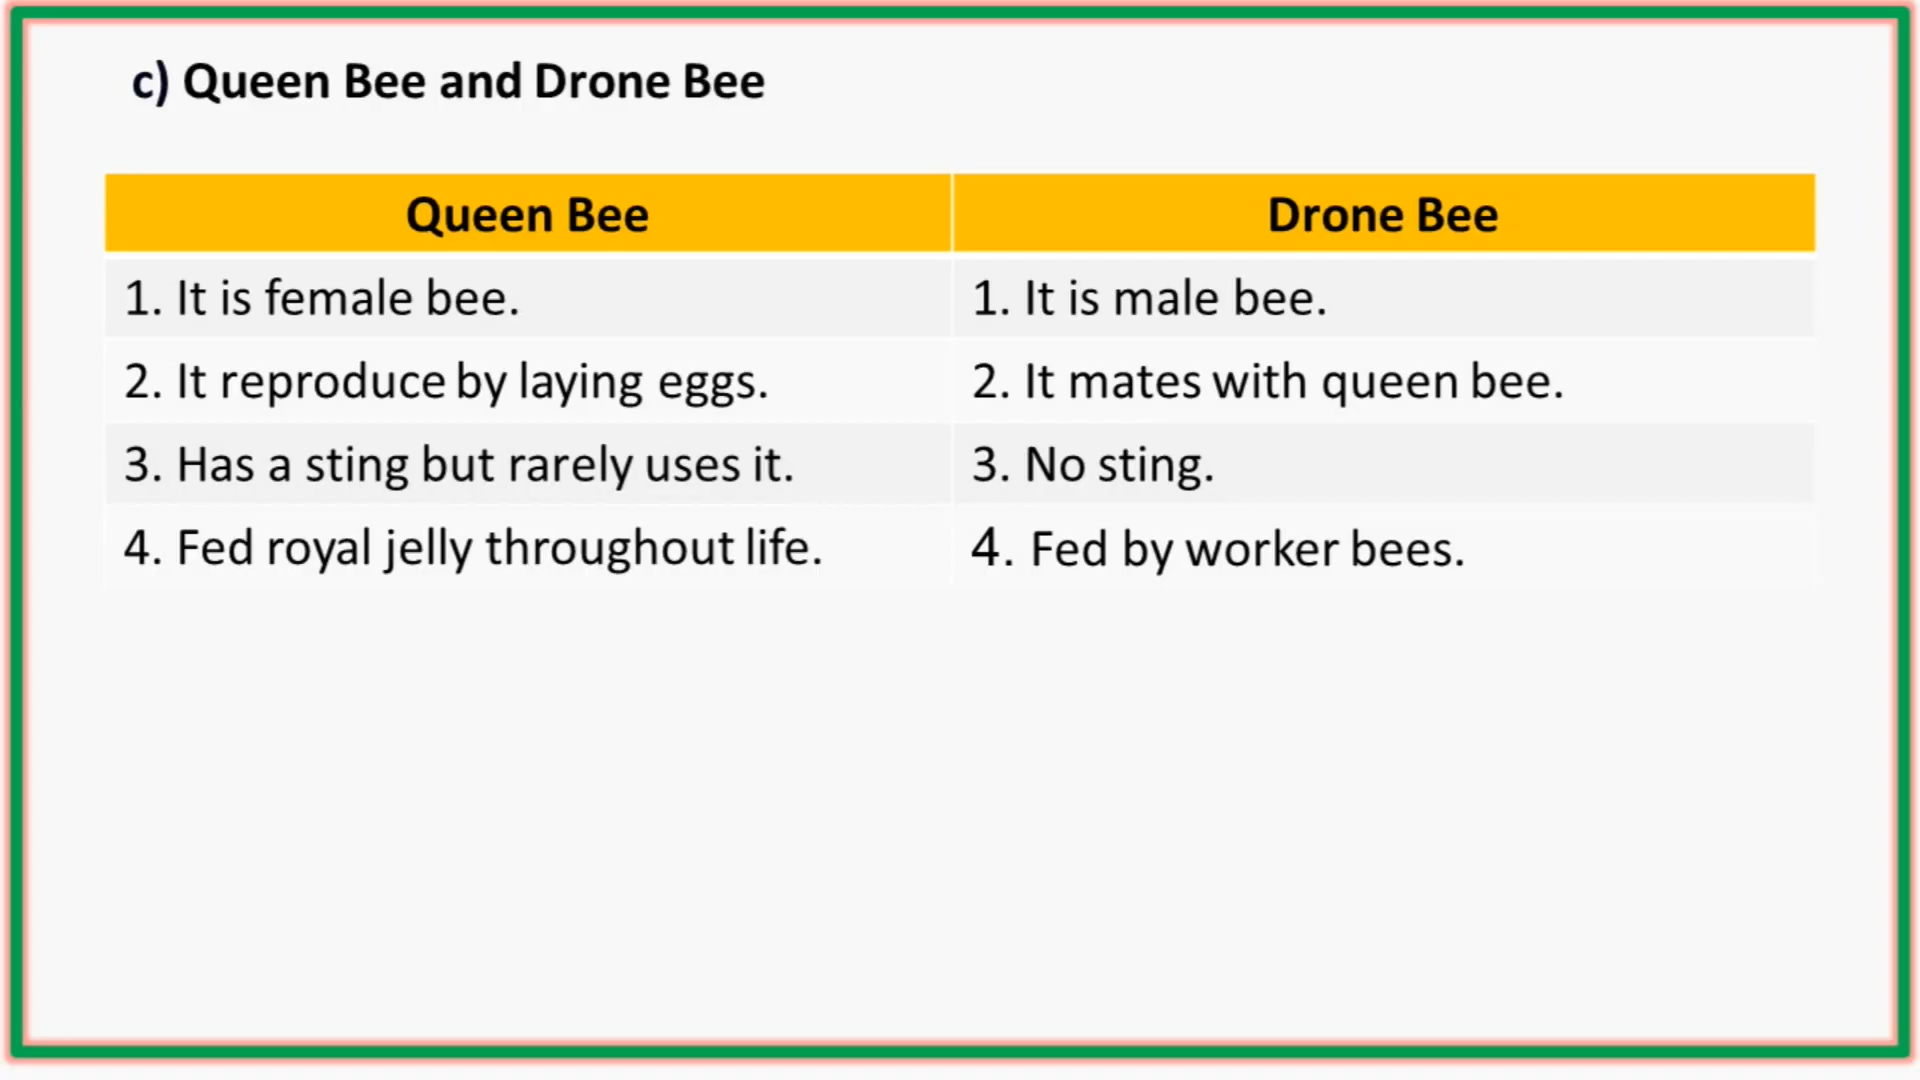 c) Queen Bee and Drone Bee
Queen Bee
Drone Bee
1. It is female bee.
1. It is male bee.
2. It reproduce by laying eggs.
2. It mates with queen bee.
3. Has a sting but rarely uses it.
3. No sting.
4. Fed royal jelly throughout life.
4. Fed by worker bees.